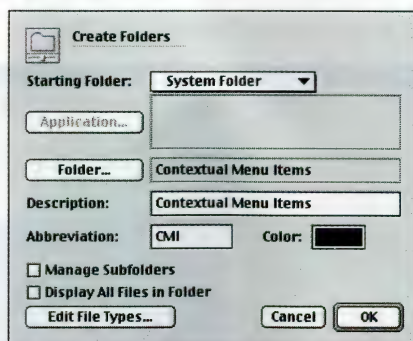 Create Folders
Starting Folder: System Folder
Application...
Folder... Contextual Menu Items
Description: Contextual Menu Items
Abbreviation: CMI Color:
Manage Subfolders
Display All Files in Folder
Edit File Types... Cancel OK